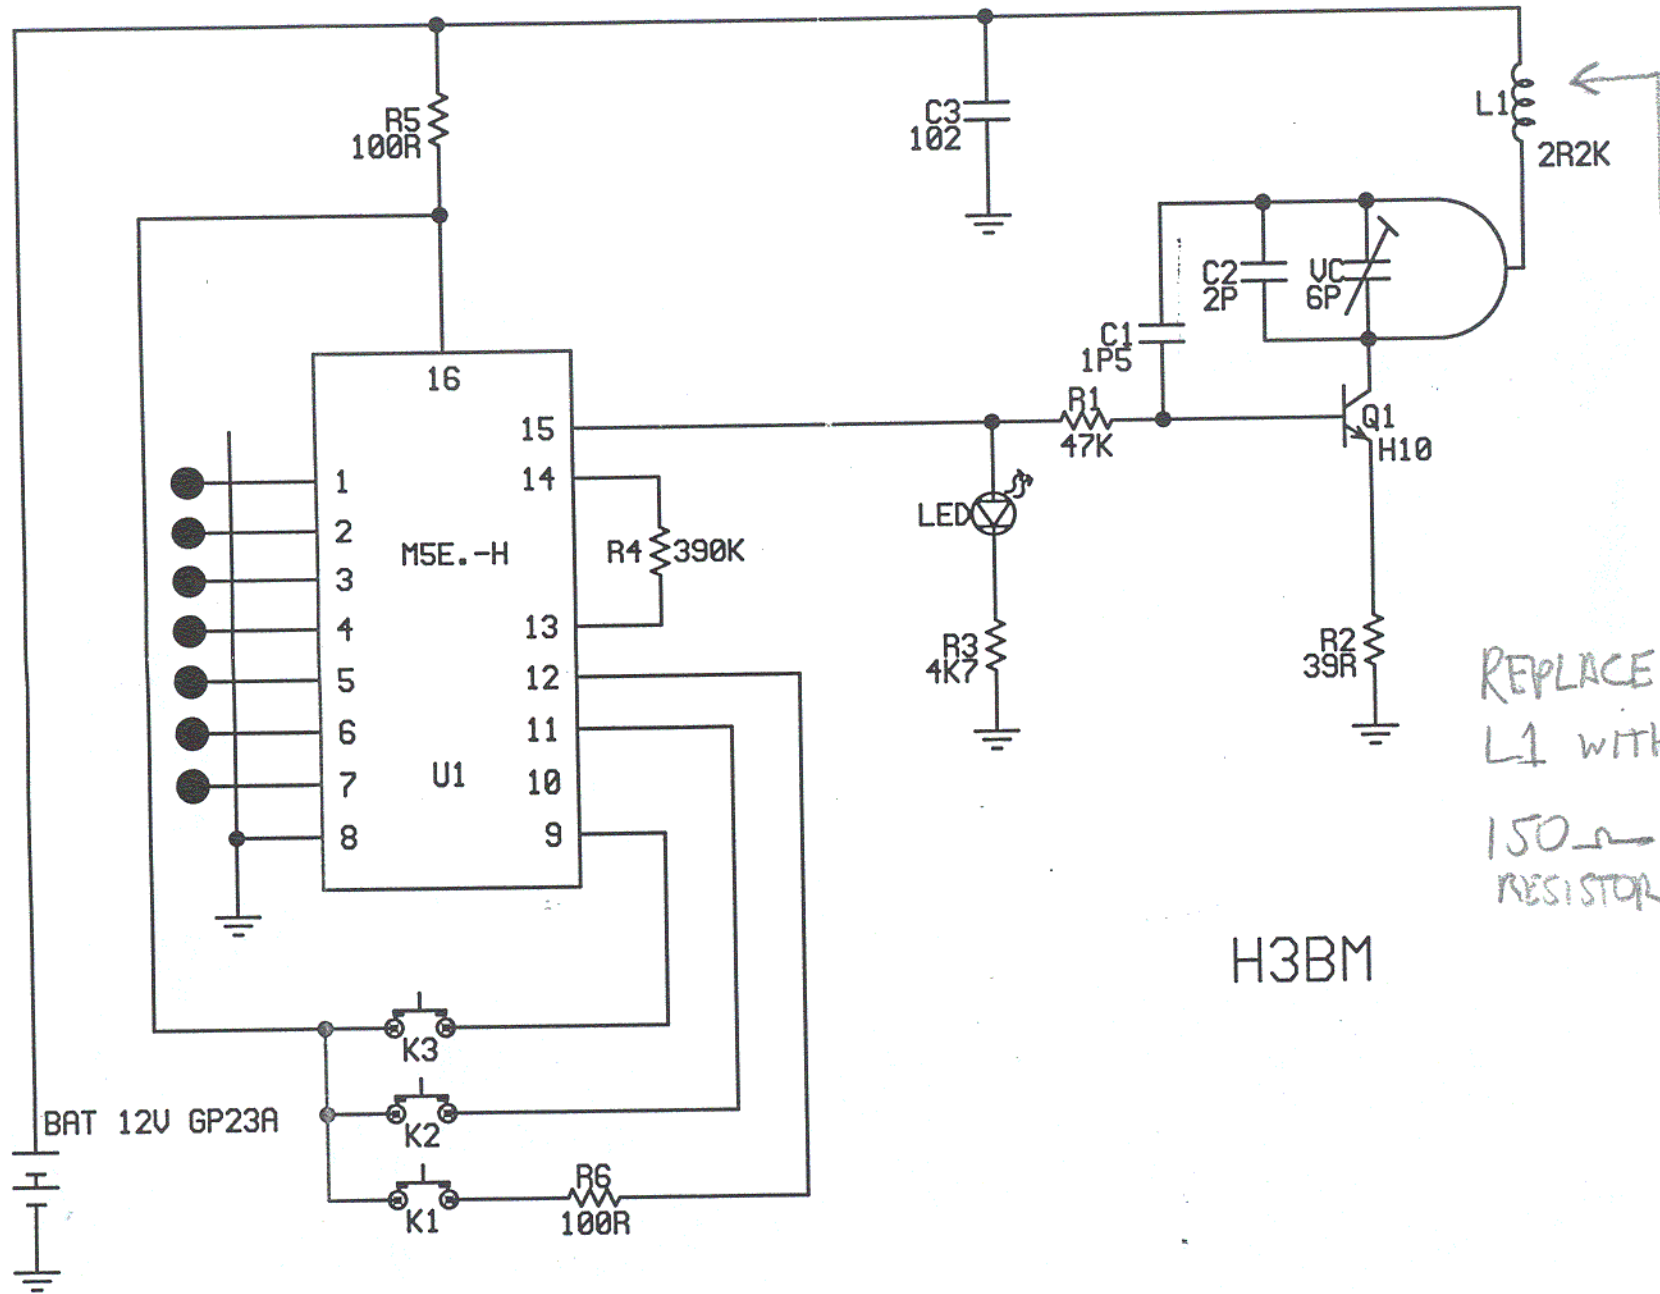 R5
100R
C3
102
L1
2R2K
C2
2P
VC
6P
C1
1P5
R1
47K
Q1
H10
LED
R3
4K7
R2
39R
16
15
14
13
12
11
10
9
1
2
3
4
5
6
7
8
M5E.-H
U1
R4
390K
REPLACE
L1 WITH
150Ω
RESISTOR
H3BM
K3
K2
K1
R6
100R
BAT 12V GP23A